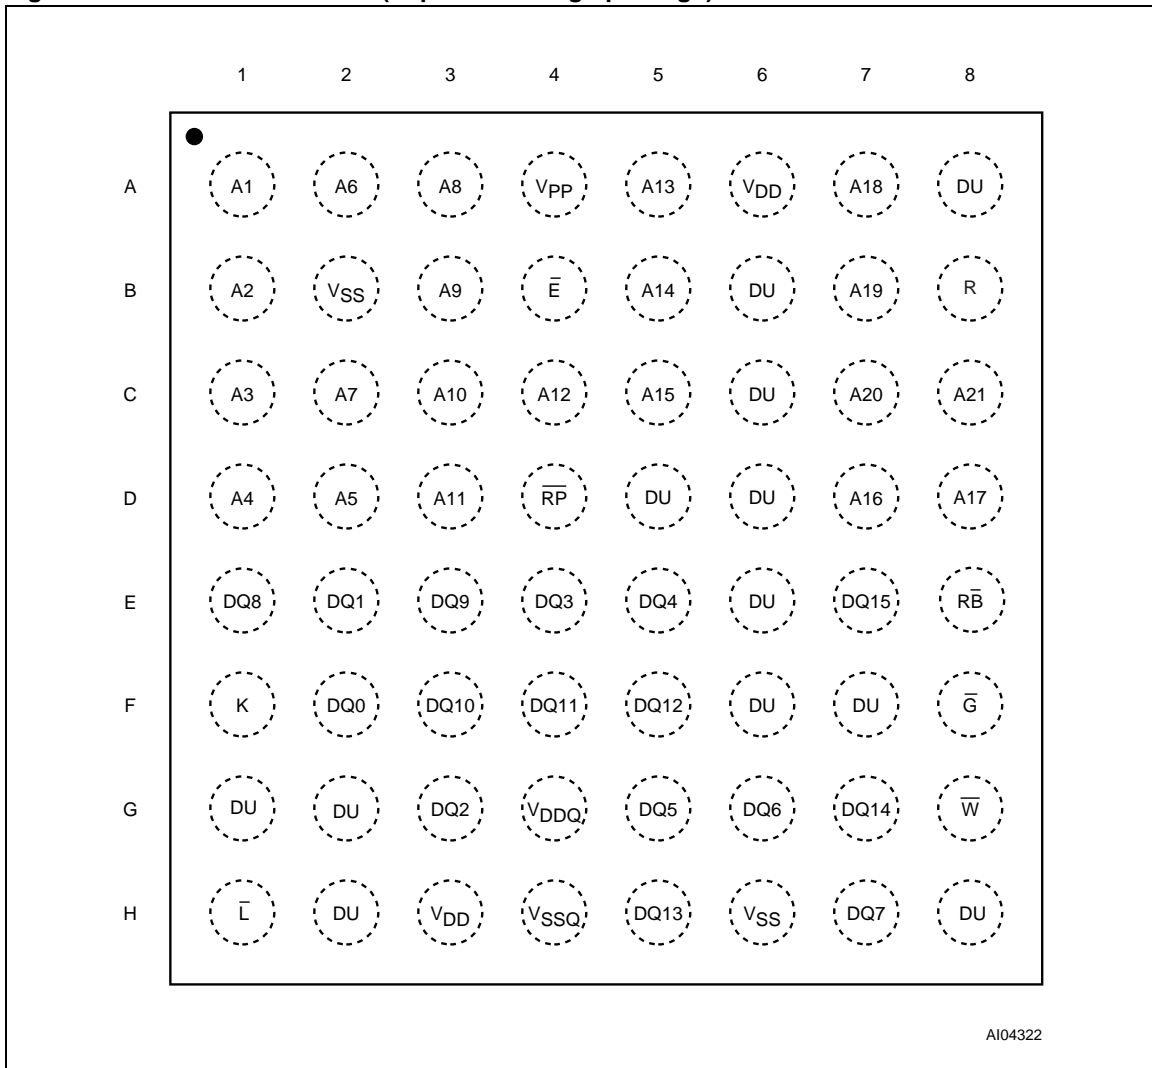 1 2 3 4 5 6 7 8
A A1 A6 A8 VPP A13 VDD A18 DU
B A2 VSS A9 E̅ A14 DU A19 R
C A3 A7 A10 A12 A15 DU A20 A21
D A4 A5 A11 R̅P̅ DU DU A16 A17
E DQ8 DQ1 DQ9 DQ3 DQ4 DU DQ15 RB̅
F K DQ0 DQ10 DQ11 DQ12 DU DU G̅
G DU DU DQ2 VDDQ DQ5 DQ6 DQ14 W̅
H L̅ DU VDD VSSQ DQ13 VSS DQ7 DU
AI04322